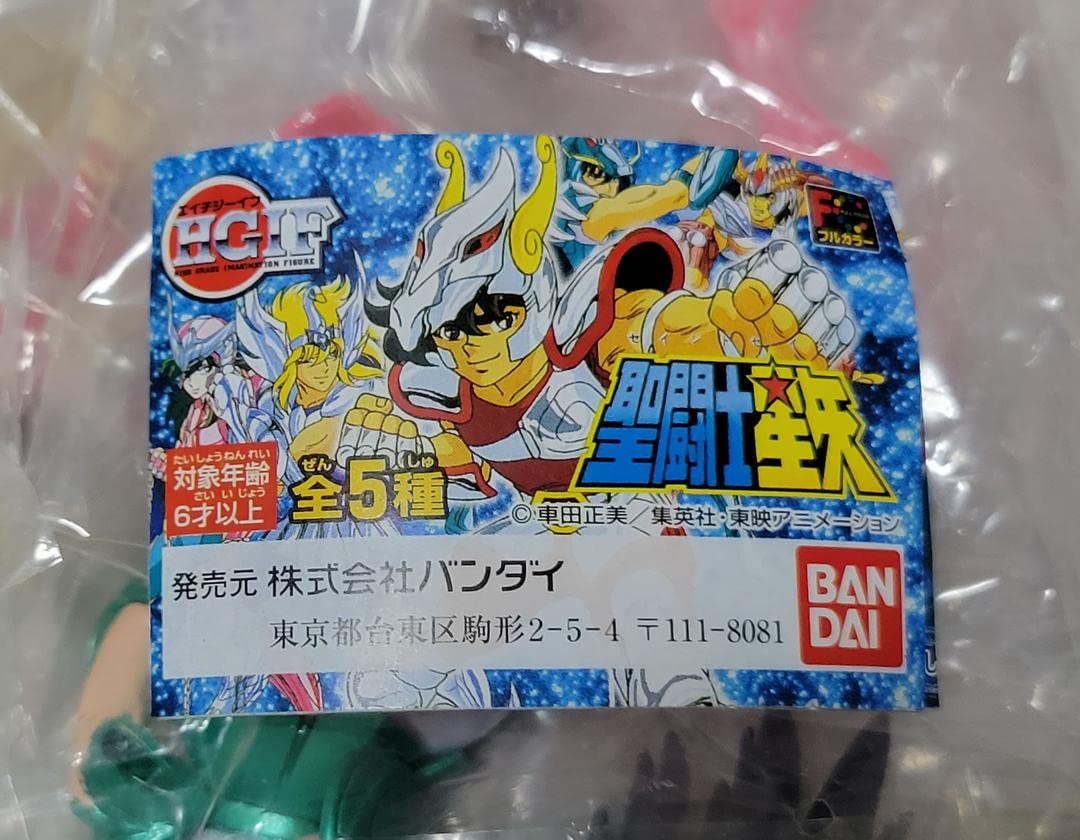 エイチジーイフ
HGIF
HIGH GRADE IMAGINATION FIGURE
F
フルカラー
聖闘士星矢
たいしょうねんれい
対象年齢
さいいじょう
6才以上
ぜん しゅ
全5種
©車田正美／集英社・東映アニメーション
発売元 株式会社バンダイ
東京都台東区駒形2-5-4 〒111-8081
BAN
DAI